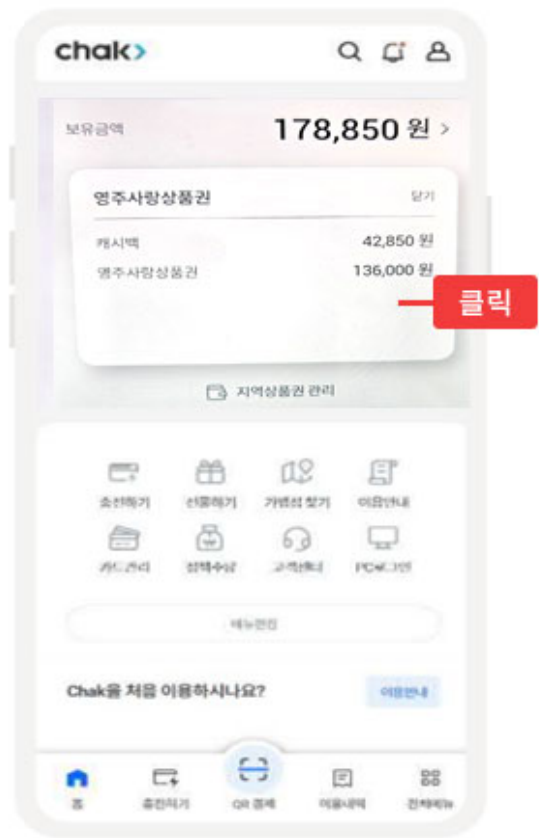 chak
보유금액 178,850 원 >
영주사랑상품권 닫기
캐시백 42,850 원
영주사랑상품권 136,000 원
클릭
지역상품권 관리
충전하기 선물하기 가맹점 찾기 이용안내
카드관리 정책수당 고객센터 PC로그인
메뉴편집
Chak을 처음 이용하시나요? 이용안내
홈 충전하기 QR 결제 이용내역 전체메뉴